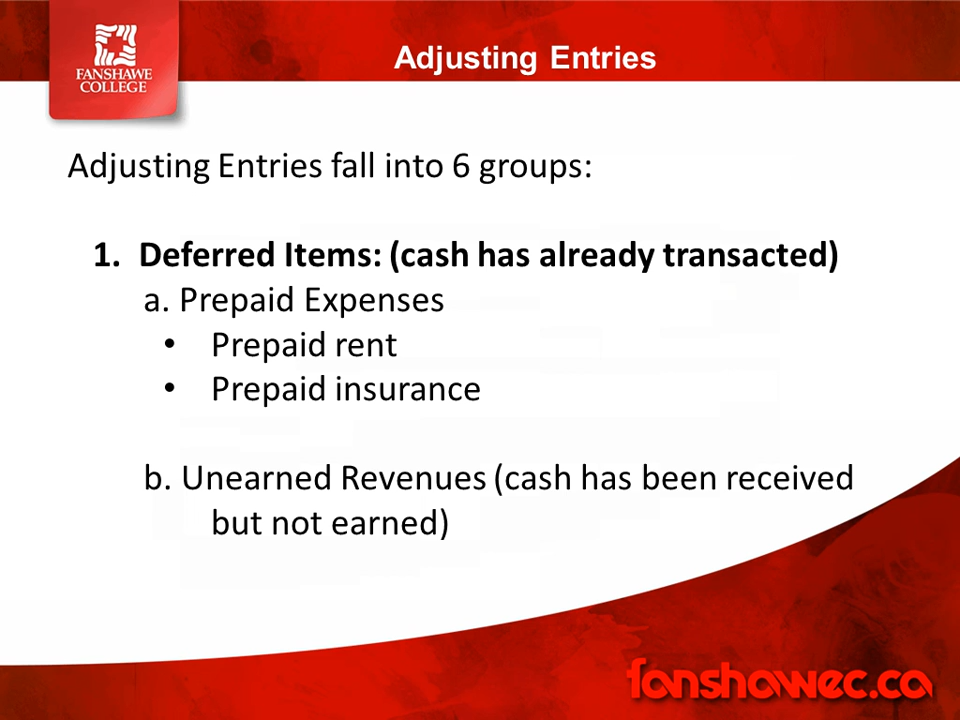 FANSHAWE
COLLEGE
Adjusting Entries
Adjusting Entries fall into 6 groups:
1. Deferred Items: (cash has already transacted)
a. Prepaid Expenses
• Prepaid rent
• Prepaid insurance
b. Unearned Revenues (cash has been received
but not earned)
fanshawec.ca